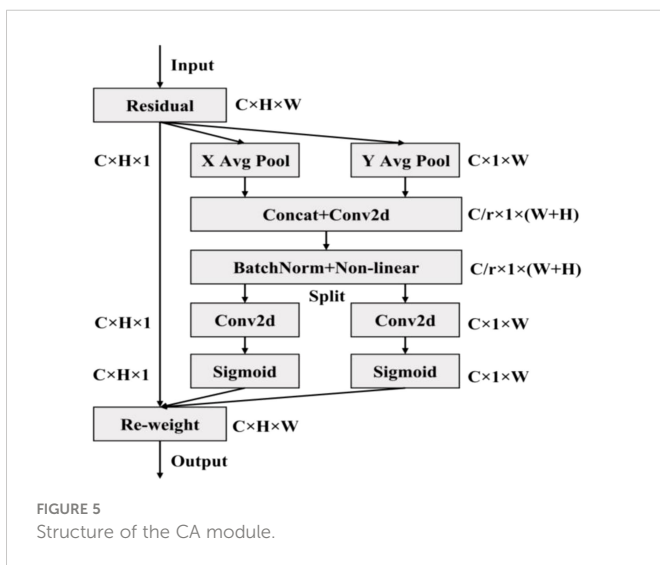 Input
Residual C×H×W
C×H×1 X Avg Pool Y Avg Pool C×1×W
Concat+Conv2d C/r×1×(W+H)
BatchNorm+Non-linear C/r×1×(W+H)
Split
C×H×1 Conv2d Conv2d C×1×W
C×H×1 Sigmoid Sigmoid C×1×W
Re-weight C×H×W
Output
FIGURE 5
Structure of the CA module.